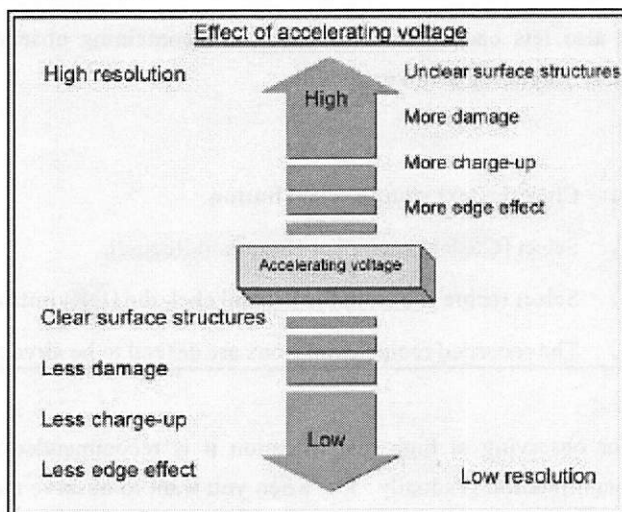 Effect of accelerating voltage
High resolution
Unclear surface structures
High
More damage
More charge-up
More edge effect
Accelerating voltage
Clear surface structures
Less damage
Less charge-up
Low
Less edge effect
Low resolution